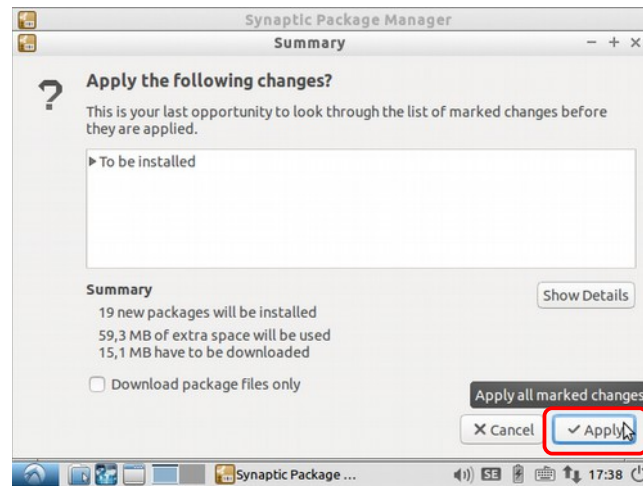 Synaptic Package Manager
Summary
Apply the following changes?
This is your last opportunity to look through the list of marked changes before
they are applied.
To be installed
Summary
Show Details
19 new packages will be installed
59,3 MB of extra space will be used
15,1 MB have to be downloaded
Download package files only
Apply all marked changes
Cancel
Apply
Synaptic Package ...
SE
17:38